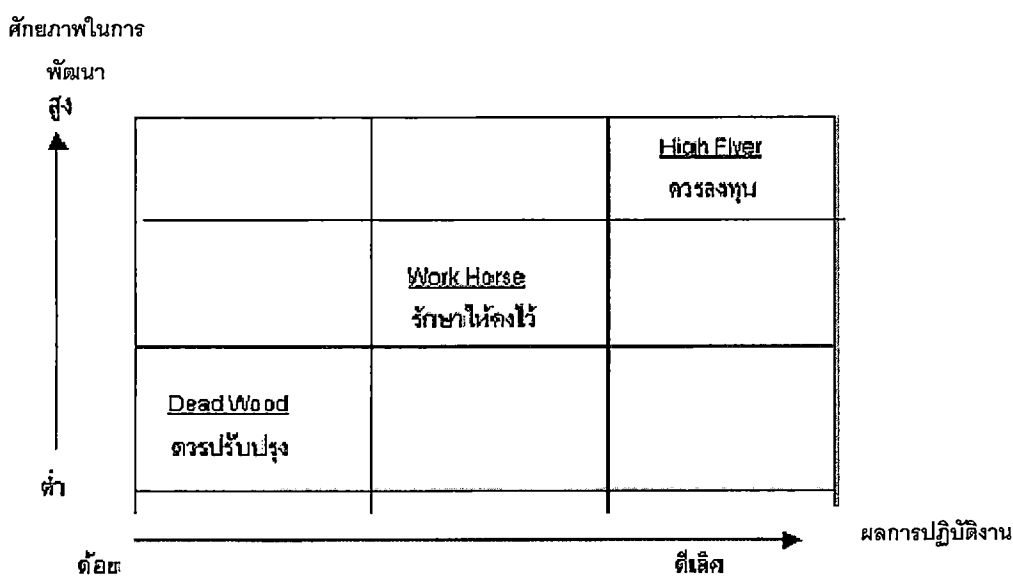 ศักยภาพในการ
พัฒนา
สูง
High Flyer
ควรลงทุน
Work Horse
รักษาให้คงไว้
Dead Wood
ควรปรับปรุง
ต่ำ
ผลการปฏิบัติงาน
ด้อย
ดีเลิศ